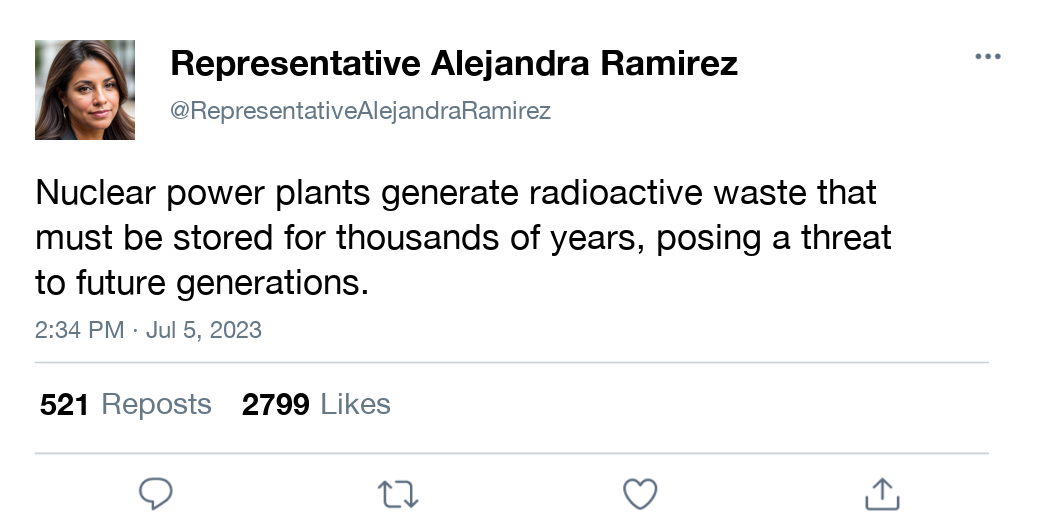 Representative Alejandra Ramirez
@RepresentativeAlejandraRamirez
Nuclear power plants generate radioactive waste that
must be stored for thousands of years, posing a threat
to future generations.
2:34 PM · Jul 5, 2023
521 Reposts 2799 Likes